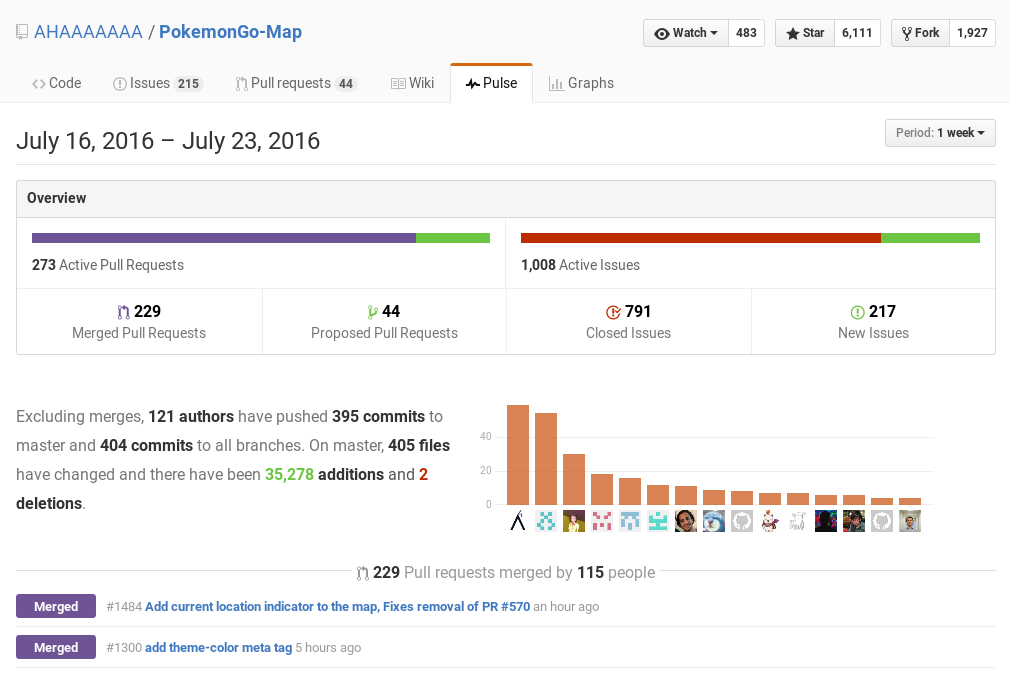 AHAAAAAAA / PokemonGo-Map
Watch 483 Star 6,111 Fork 1,927
Code Issues 215 Pull requests 44 Wiki Pulse Graphs
July 16, 2016 – July 23, 2016
Period: 1 week
Overview
273 Active Pull Requests
1,008 Active Issues
229
Merged Pull Requests
44
Proposed Pull Requests
791
Closed Issues
217
New Issues
Excluding merges, 121 authors have pushed 395 commits to
master and 404 commits to all branches. On master, 405 files
have changed and there have been 35,278 additions and 2
deletions.
40
20
0
229 Pull requests merged by 115 people
Merged #1484 Add current location indicator to the map, Fixes removal of PR #570 an hour ago
Merged #1300 add theme-color meta tag 5 hours ago